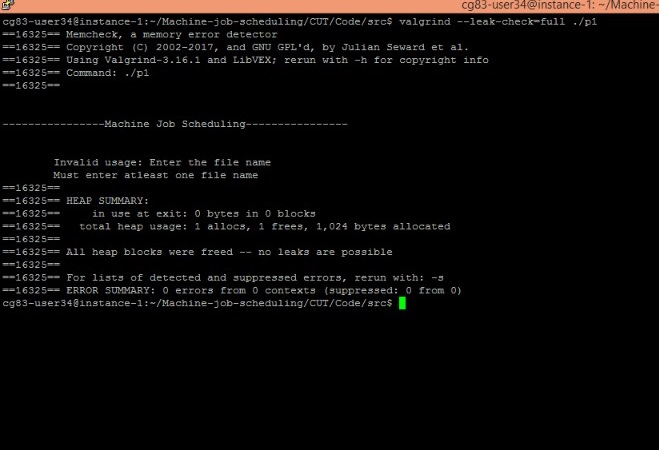 cg83-user34@instance-1: ~/Machine-
cg83-user34@instance-1:~/Machine-job-scheduling/CUT/Code/src$ valgrind --leak-check=full ./p1
==16325== Memcheck, a memory error detector
==16325== Copyright (C) 2002-2017, and GNU GPL'd, by Julian Seward et al.
==16325== Using Valgrind-3.16.1 and LibVEX; rerun with -h for copyright info
==16325== Command: ./p1
==16325==
----------------Machine Job Scheduling----------------
Invalid usage: Enter the file name
Must enter atleast one file name
==16325==
==16325== HEAP SUMMARY:
==16325==     in use at exit: 0 bytes in 0 blocks
==16325==   total heap usage: 1 allocs, 1 frees, 1,024 bytes allocated
==16325==
==16325== All heap blocks were freed -- no leaks are possible
==16325==
==16325== For lists of detected and suppressed errors, rerun with: -s
==16325== ERROR SUMMARY: 0 errors from 0 contexts (suppressed: 0 from 0)
cg83-user34@instance-1:~/Machine-job-scheduling/CUT/Code/src$